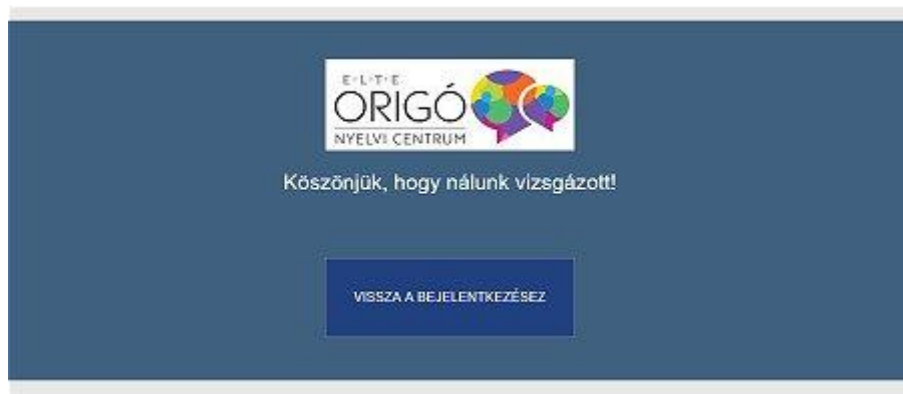 E·L·T·E
ORIGÓ
NYELVI CENTRUM
Köszönjük, hogy nálunk vizsgázott!
VISSZA A BEJELENTKEZÉSEZ